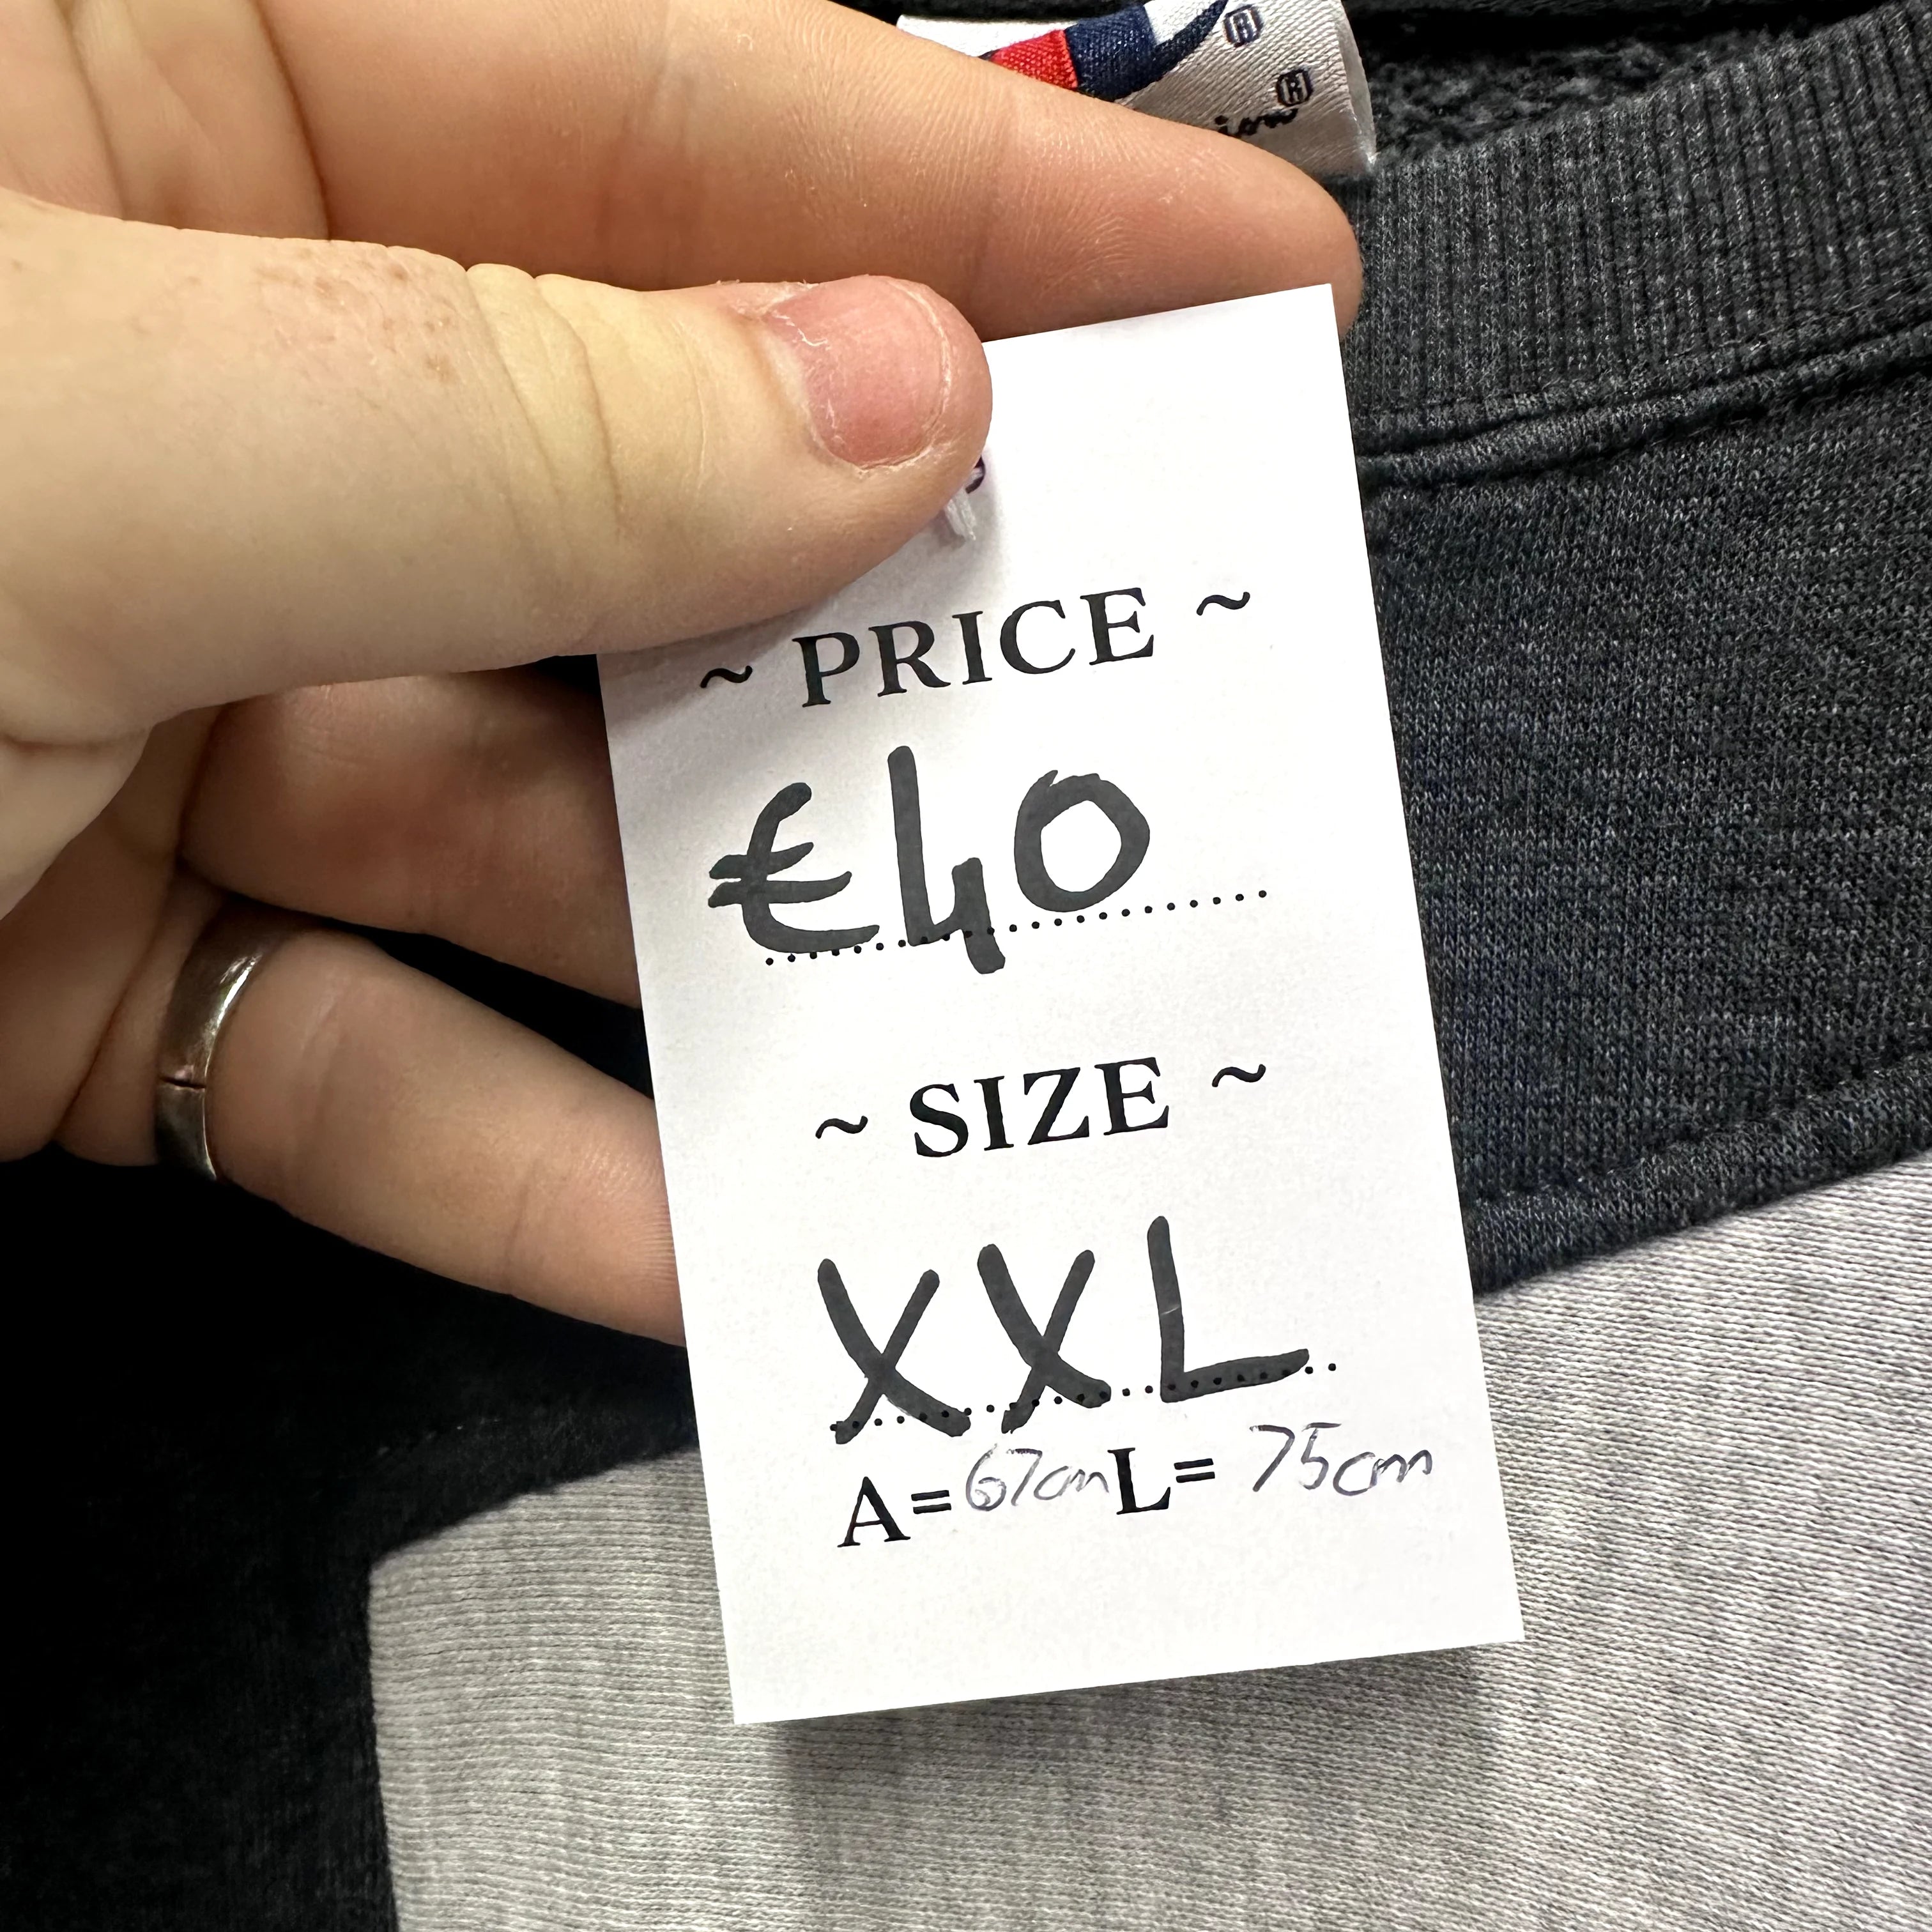 ®
®
~ PRICE ~
€40
~ SIZE ~
XXL
A=67cm L=75cm